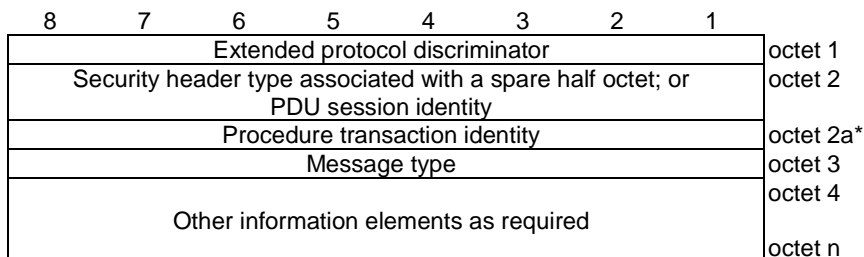 8 7 6 5 4 3 2 1
Extended protocol discriminator octet 1
Security header type associated with a spare half octet; or octet 2
PDU session identity
Procedure transaction identity octet 2a*
Message type octet 3
octet 4
Other information elements as required
octet n